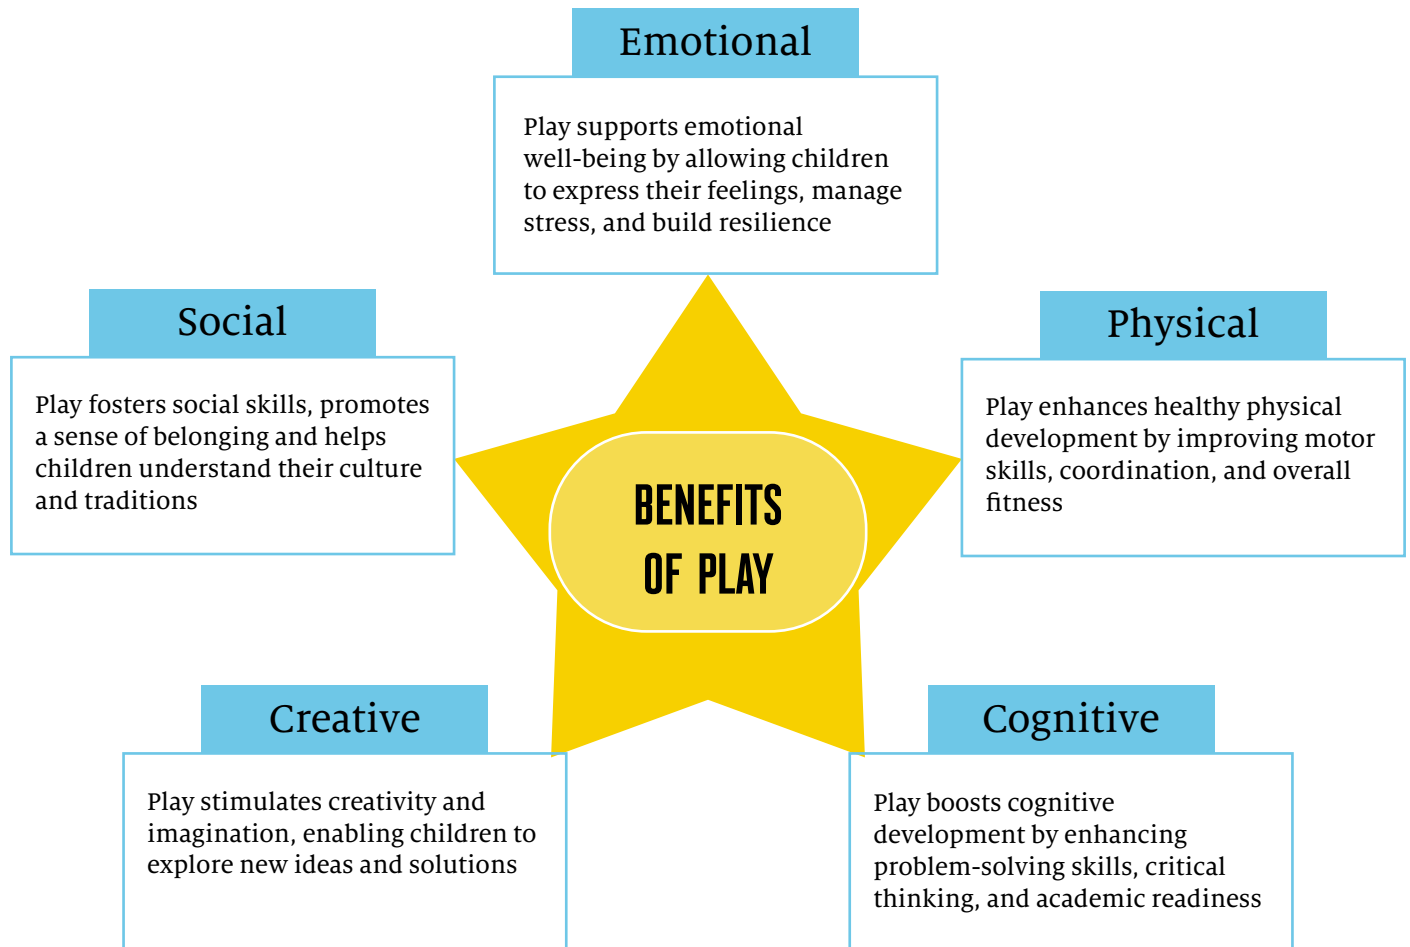 Emotional
Play supports emotional
well-being by allowing children
to express their feelings, manage
stress, and build resilience
Social
Play fosters social skills, promotes
a sense of belonging and helps
children understand their culture
and traditions
Physical
Play enhances healthy physical
development by improving motor
skills, coordination, and overall
fitness
BENEFITS
OF PLAY
Creative
Play stimulates creativity and
imagination, enabling children to
explore new ideas and solutions
Cognitive
Play boosts cognitive
development by enhancing
problem-solving skills, critical
thinking, and academic readiness